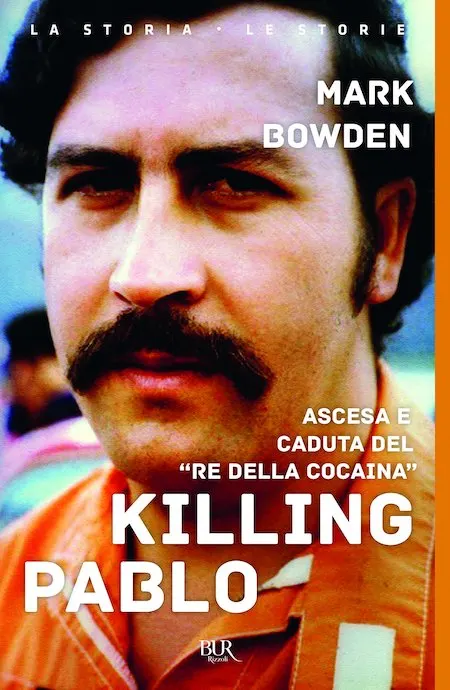 LA STORIA • LE STORIE
MARK
BOWDEN
ASCESA E
CADUTA DEL
“RE DELLA COCAINA”
KILLING
PABLO
BUR
Rizzoli